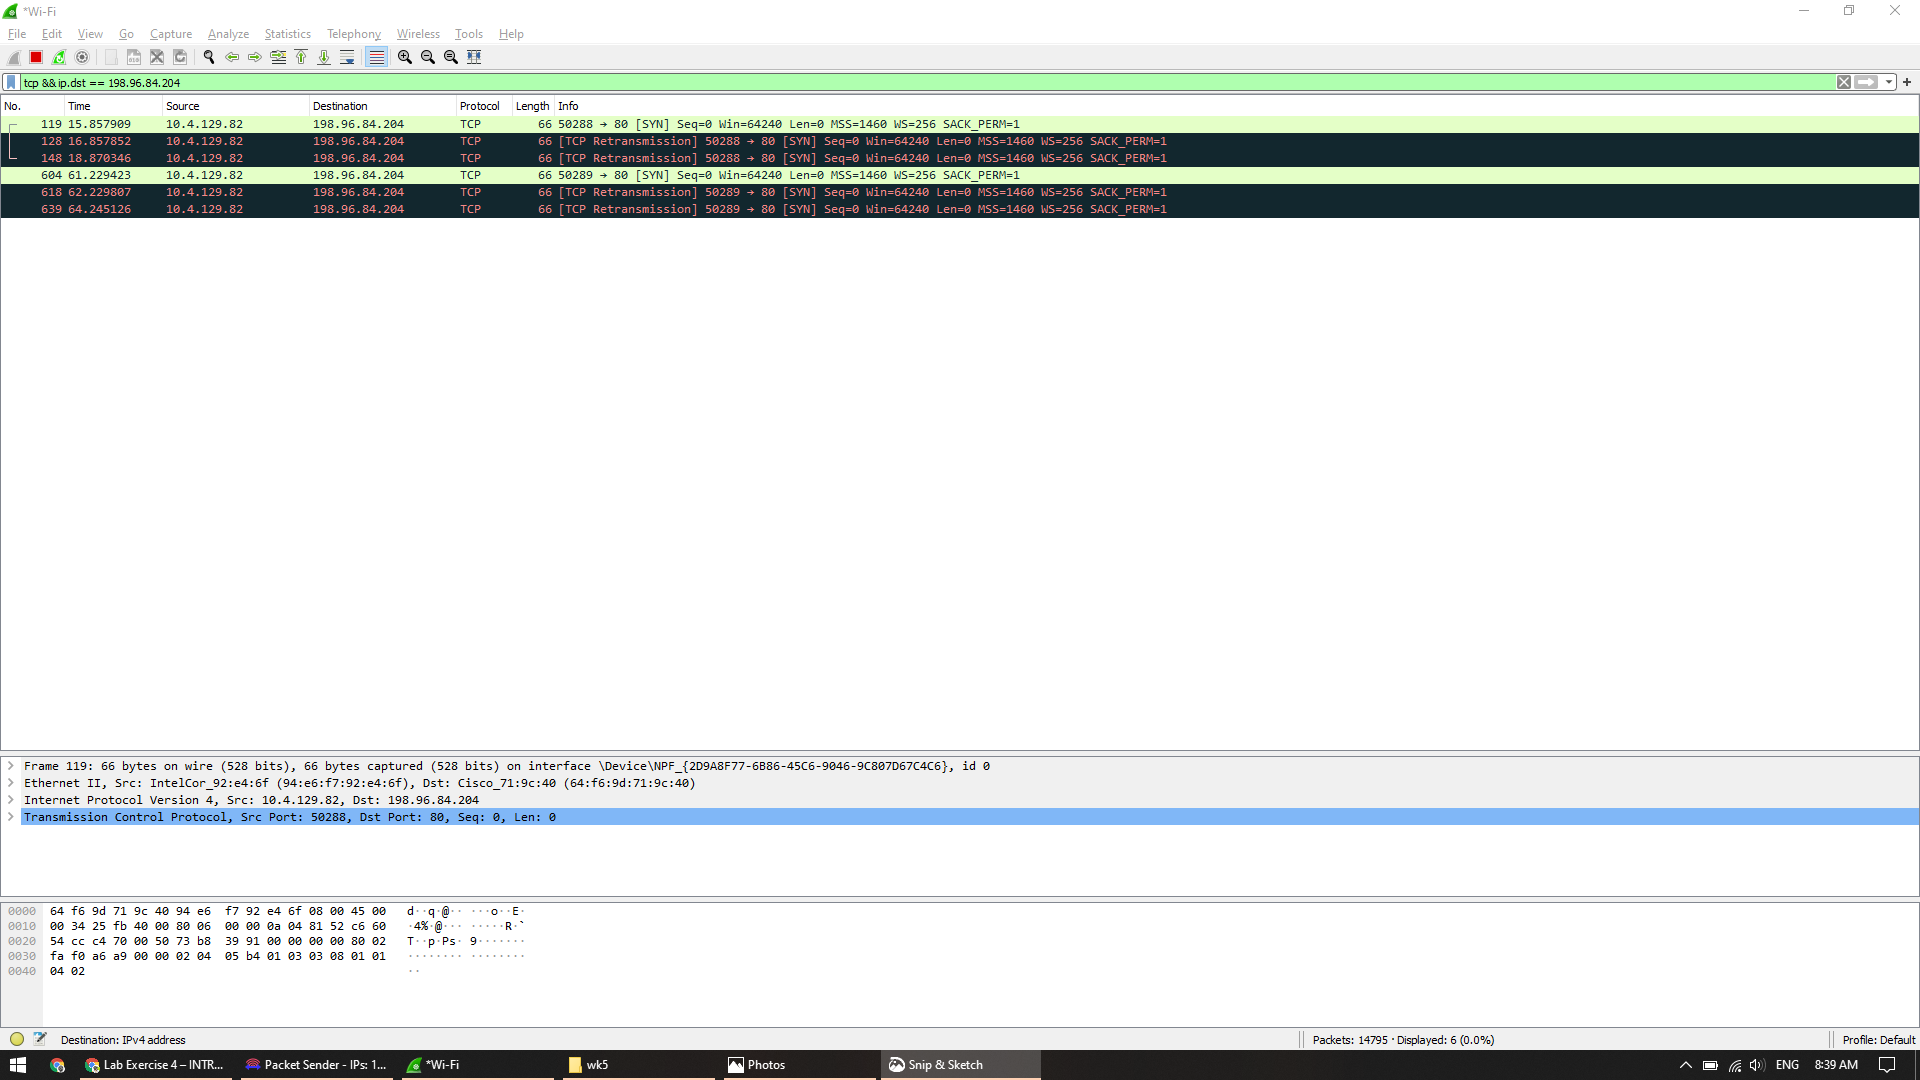 *Wi-Fi
File Edit View Go Capture Analyze Statistics Telephony Wireless Tools Help
tcp &&ip.dst == 198.96.84.204
No. Time Source Destination Protocol Length Info
119 15.857909 10.4.129.82 198.96.84.204 TCP 66 50288 → 80 [SYN] Seq=0 Win=64240 Len=0 MSS=1460 WS=256 SACK_PERM=1
128 16.857852 10.4.129.82 198.96.84.204 TCP 66 [TCP Retransmission] 50288 → 80 [SYN] Seq=0 Win=64240 Len=0 MSS=1460 WS=256 SACK_PERM=1
148 18.870346 10.4.129.82 198.96.84.204 TCP 66 [TCP Retransmission] 50288 → 80 [SYN] Seq=0 Win=64240 Len=0 MSS=1460 WS=256 SACK_PERM=1
604 61.229423 10.4.129.82 198.96.84.204 TCP 66 50289 → 80 [SYN] Seq=0 Win=64240 Len=0 MSS=1460 WS=256 SACK_PERM=1
618 62.229807 10.4.129.82 198.96.84.204 TCP 66 [TCP Retransmission] 50289 → 80 [SYN] Seq=0 Win=64240 Len=0 MSS=1460 WS=256 SACK_PERM=1
639 64.245126 10.4.129.82 198.96.84.204 TCP 66 [TCP Retransmission] 50289 → 80 [SYN] Seq=0 Win=64240 Len=0 MSS=1460 WS=256 SACK_PERM=1
Frame 119: 66 bytes on wire (528 bits), 66 bytes captured (528 bits) on interface \Device\NPF_{2D9A8F77-6B86-45C6-9046-9C807D67C4C6}, id 0
Ethernet II, Src: IntelCor_92:e4:6f (94:e6:f7:92:e4:6f), Dst: Cisco_71:9c:40 (64:f6:9d:71:9c:40)
Internet Protocol Version 4, Src: 10.4.129.82, Dst: 198.96.84.204
Transmission Control Protocol, Src Port: 50288, Dst Port: 80, Seq: 0, Len: 0
0000 64 f6 9d 71 9c 40 94 e6 f7 92 e4 6f 08 00 45 00 d··q·@·· ···o··E·
0010 00 34 25 fb 40 00 80 06 00 00 0a 04 81 52 c6 60 ·4%·@··· ·····R·`
0020 54 cc c4 70 00 50 73 b8 39 91 00 00 00 00 80 02 T··p·Ps· 9·······
0030 fa f0 a6 a9 00 00 02 04 05 b4 01 03 03 08 01 01 ········ ········
0040 04 02 ··
Destination: IPv4 address
Packets: 14795 · Displayed: 6 (0.0%)
Profile: Default
Lab Exercise 4 – INTR...
Packet Sender - IPs: 1...
*Wi-Fi
wk5
Photos
Snip & Sketch
ENG
8:39 AM